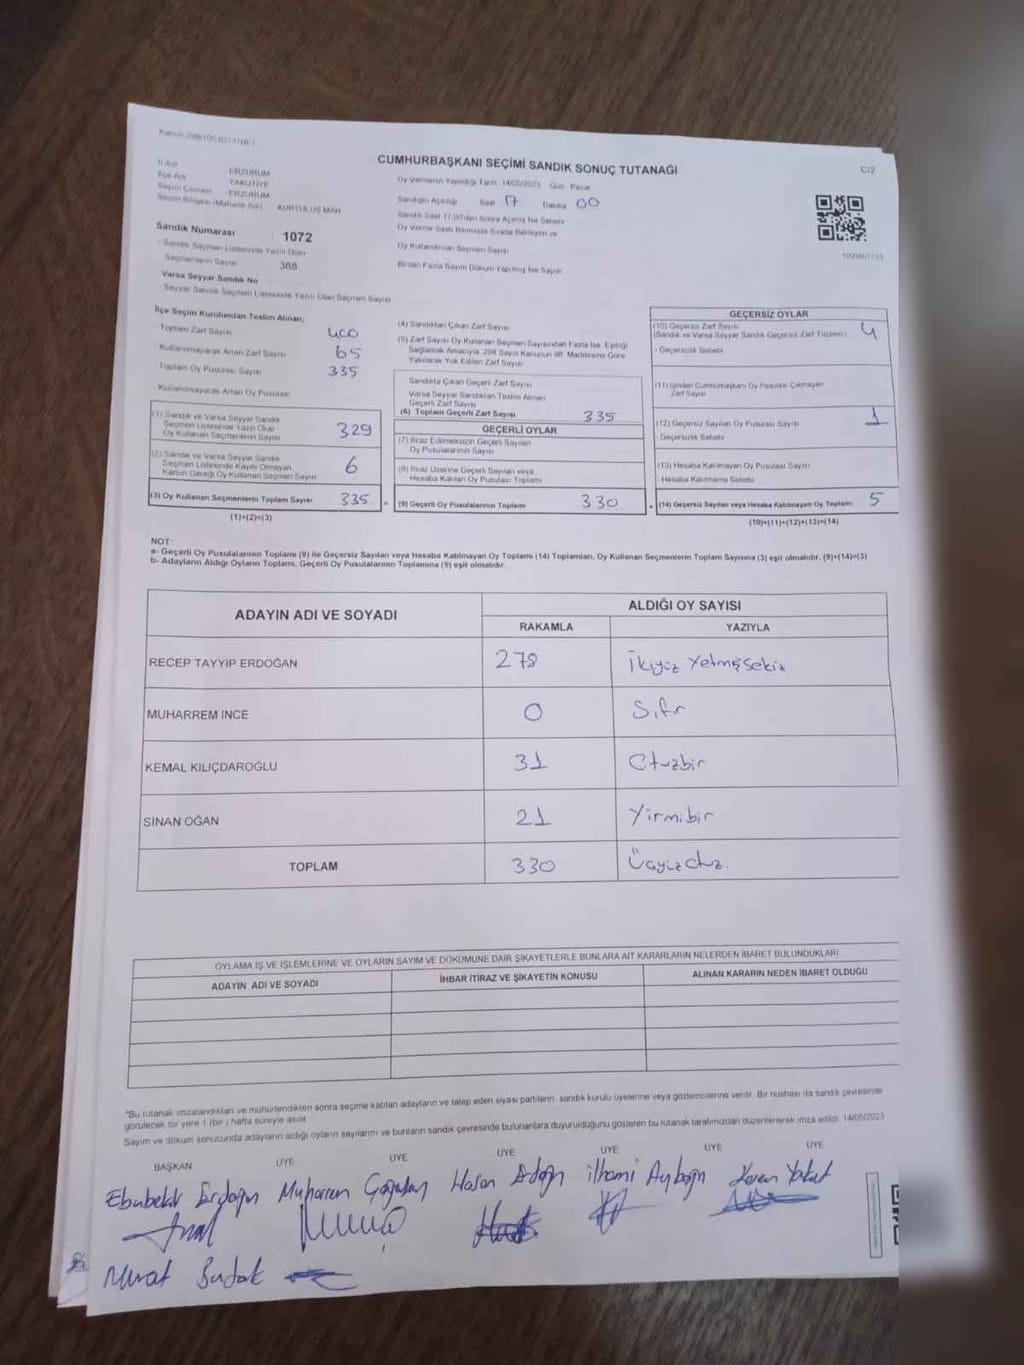 CUMHURBAŞKANI SEÇİMİ SANDIK SONUÇ TUTANAĞI
C/2
İl Adı ERZURUM
İlçe Adı YAKUTİYE
Seçim Çevresi ERZURUM
Seçim Bölgesi (Mahalle Adı) KURTULUŞ MAH
Oy Vermenin Yapıldığı Tarih 14/05/2023 Gün Pazar
Sandığın Açıldığı Saat 17 Dakika 00
Sandık Saat 17.00'den Sonra Açılmış İse Sebebi
Oy Verme Saati Bitiminde Sırada Bekleyen ve
Oy Kullandırılan Seçmen Sayısı
Birden Fazla Sayım Döküm Yapılmış İse Sayısı
Sandık Numarası : 1072
- Sandık Seçmen Listesinde Yazılı Olan
Seçmenlerin Sayısı 368
Varsa Seyyar Sandık No
- Seyyar Sandık Seçmen Listesinde Yazılı Olan Seçmen Sayısı
İlçe Seçim Kurulundan Teslim Alınan;
- Toplam Zarf Sayısı 400
- Kullanılmayarak Artan Zarf Sayısı 65
- Toplam Oy Pusulası Sayısı 335
- Kullanılmayacak Artan Oy Pusulası
(1) Sandık ve Varsa Seyyar Sandık
Seçmen Listesinde Yazılı Olup
Oy Kullanan Seçmenlerin Sayısı 329
(2) Sandık ve Varsa Seyyar Sandık
Seçmen Listesinde Kayıtlı Olmayan
Kanun Gereği Oy Kullanan Seçmen Sayısı 6
(3) Oy Kullanan Seçmenlerin Toplam Sayısı 335
(1)+(2)=(3)
(4) Sandıktan Çıkan Zarf Sayısı
(5) Zarf Sayısı Oy Kullanan Seçmen Sayısından Fazla İse, Eşitliği
Sağlamak Amacıyla, 298 Sayılı Kanunun 98. Maddesine Göre
Yakılarak Yok Edilen Zarf Sayısı
Sandıkta Çıkan Geçerli Zarf Sayısı
Varsa Seyyar Sandıktan Teslim Alınan
Geçerli Zarf Sayısı
(6) Toplam Geçerli Zarf Sayısı 335
GEÇERLİ OYLAR
(7) İtiraz Edilmeksizin Geçerli Sayılan
Oy Pusulalarının Sayısı
(8) İtiraz Üzerine Geçerli Sayılan veya
Hesaba Katılan Oy Pusulası Toplamı
= (9) Geçerli Oy Pusulalarının Toplamı 330
GEÇERSİZ OYLAR
(10) Geçersiz Zarf Sayısı
(Sandık ve Varsa Seyyar Sandık Geçersiz Zarf Toplamı) 4
- Geçersizlik Sebebi
(11) İçinden Cumhurbaşkanı Oy Pusulası Çıkmayan
Zarf Sayısı
(12) Geçersiz Sayılan Oy Pusulası Sayısı 1
Geçersizlik Sebebi
(13) Hesaba Katılmayan Oy Pusulası Sayısı
- Hesaba Katılmama Sebebi
+ (14) Geçersiz Sayılan veya Hesaba Katılmayan Oy Toplamı 5
(10)+(11)+(12)+(13)=(14)
NOT:
a- Geçerli Oy Pusulalarının Toplamı (9) ile Geçersiz Sayılan veya Hesaba Katılmayan Oy Toplamı (14) Toplamları, Oy Kullanan Seçmenlerin Toplam Sayısına (3) eşit olmalıdır. (9)+(14)=(3)
b- Adayların Aldığı Oyların Toplamı, Geçerli Oy Pusulalarının Toplamına (9) eşit olmalıdır.
ADAYIN ADI VE SOYADI ALDIĞI OY SAYISI
RAKAMLA YAZIYLA
RECEP TAYYİP ERDOĞAN 278 İkiyüz Yetmişsekiz
MUHARREM İNCE 0 Sıfır
KEMAL KILIÇDAROĞLU 31 Otuzbir
SİNAN OĞAN 21 Yirmibir
TOPLAM 330 Üçyüzotuz.
OYLAMA İŞ VE İŞLEMLERİNE VE OYLARIN SAYIM VE DÖKÜMÜNE DAİR ŞİKAYETLERLE BUNLARA AİT KARARLARIN NELERDEN İBARET BULUNDUKLARI
ADAYIN ADI VE SOYADI İHBAR İTİRAZ VE ŞİKAYETİN KONUSU ALINAN KARARIN NEDEN İBARET OLDUĞU
*Bu tutanak imzalandıktan ve mühürlendikten sonra seçime katılan adayların ve talep eden siyasi partilerin, sandık kurulu üyelerine veya gözlemcilerine verilir. Bir nüshası da sandık çevresinde
görülecek bir yere 1 (bir) hafta süreyle asılır.
Sayım ve döküm sonucunda adayların aldığı oyların sayılarını ve bunların sandık çevresinde bulunanlara duyurulduğunu gösteren bu tutanak tarafımızdan düzenlenerek imza edildi. 14/05/2023
BAŞKAN ÜYE ÜYE ÜYE ÜYE ÜYE ÜYE
Ebubekir Erdoğan Muharrem Hasan Erdoğan İlhami Aybağın Yakut
Murat Budak